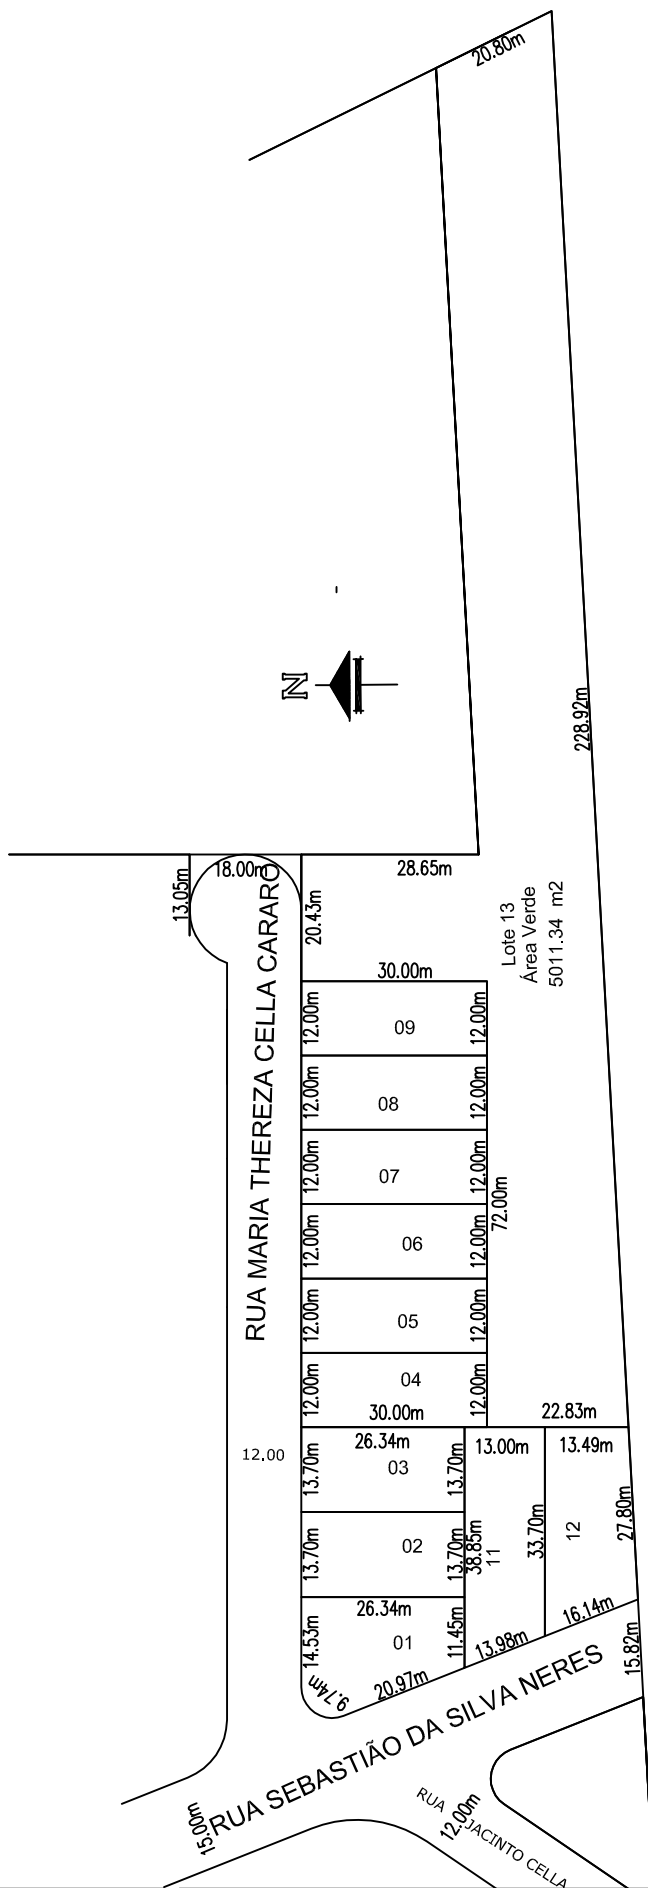 20.80m
N
228.92m
18.00m
28.65m
13.05m
20.43m
RUA MARIA THEREZA CELLA CARARO
Lote 13
Área Verde
5011.34 m2
30.00m
12.00m
09
12.00m
12.00m
08
12.00m
12.00m
07
12.00m
72.00m
12.00m
06
12.00m
12.00m
05
12.00m
12.00m
04
12.00m
30.00m
22.83m
12.00
26.34m
13.00m
13.49m
13.70m
03
13.70m
13.70m
02
13.70m
38.85m
11
33.70m
12
27.80m
26.34m
14.53m
01
11.45m
13.98m
16.14m
15.82m
9.74m
20.97m
RUA SEBASTIÃO DA SILVA NERES
15.00m
12.00m
RUA JACINTO CELLA